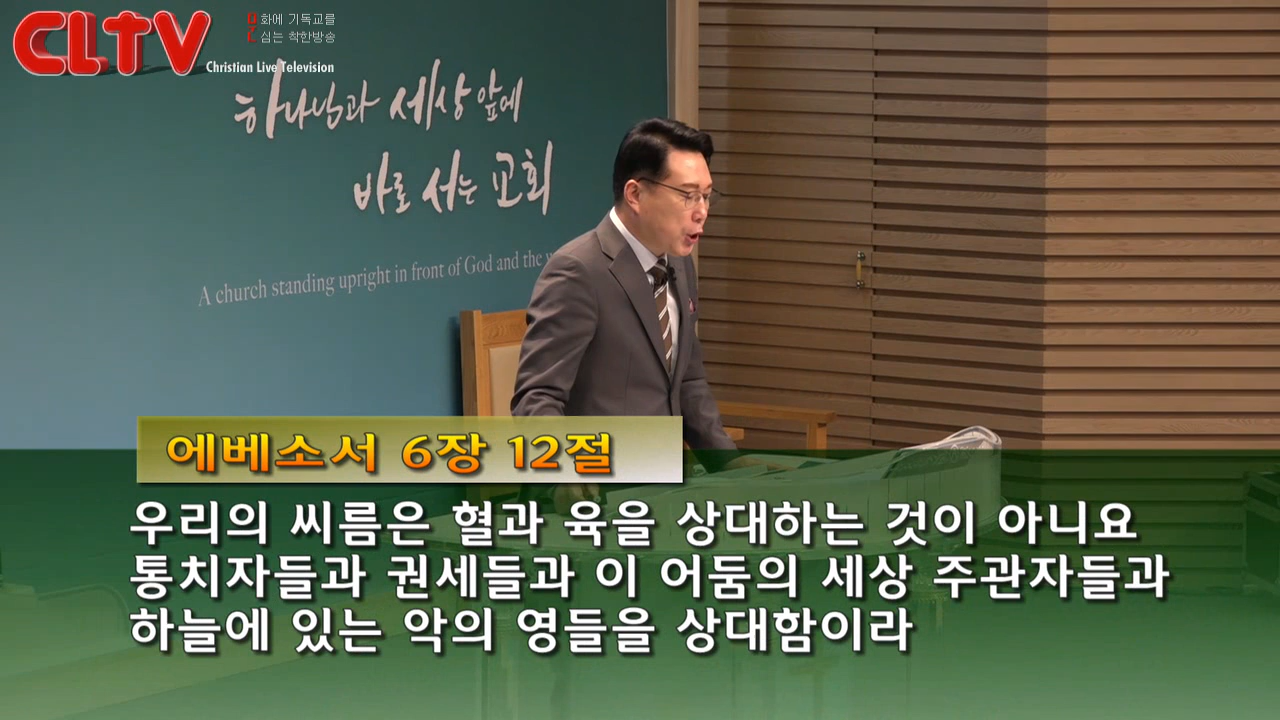 CLTV
미디어에 기독교를
심는 착한방송
Christian Live Television
하나님과 세상 앞에
바로 서는 교회
A church standing upright in front of God and the
에베소서 6장 12절
우리의 씨름은 혈과 육을 상대하는 것이 아니요
통치자들과 권세들과 이 어둠의 세상 주관자들과
하늘에 있는 악의 영들을 상대함이라